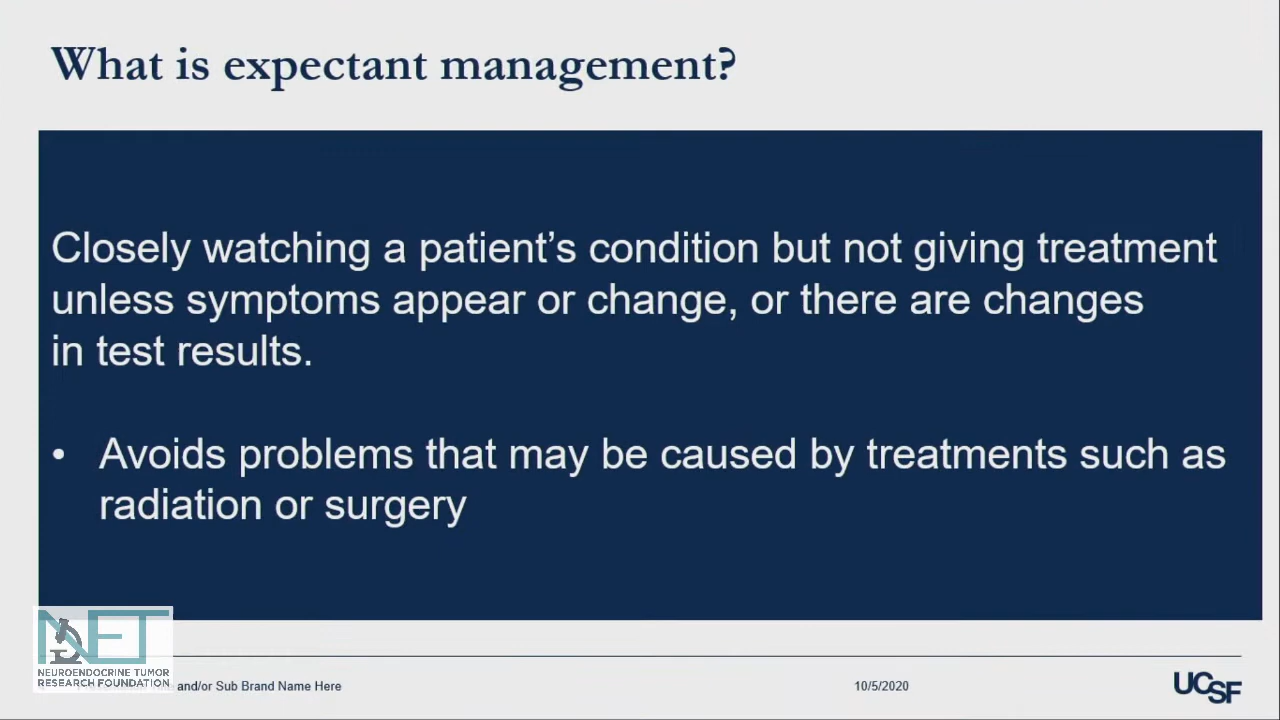 What is expectant management?
Closely watching a patient’s condition but not giving treatment
unless symptoms appear or change, or there are changes
in test results.
• Avoids problems that may be caused by treatments such as
radiation or surgery
NET
NEUROENDOCRINE TUMOR
RESEARCH FOUNDATION
and/or Sub Brand Name Here
10/5/2020
UCSF